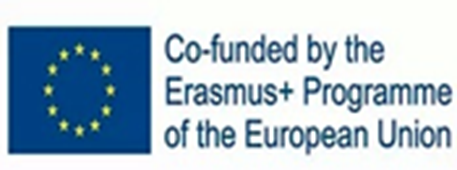 Co-funded by the
Erasmus+ Programme
of the European Union